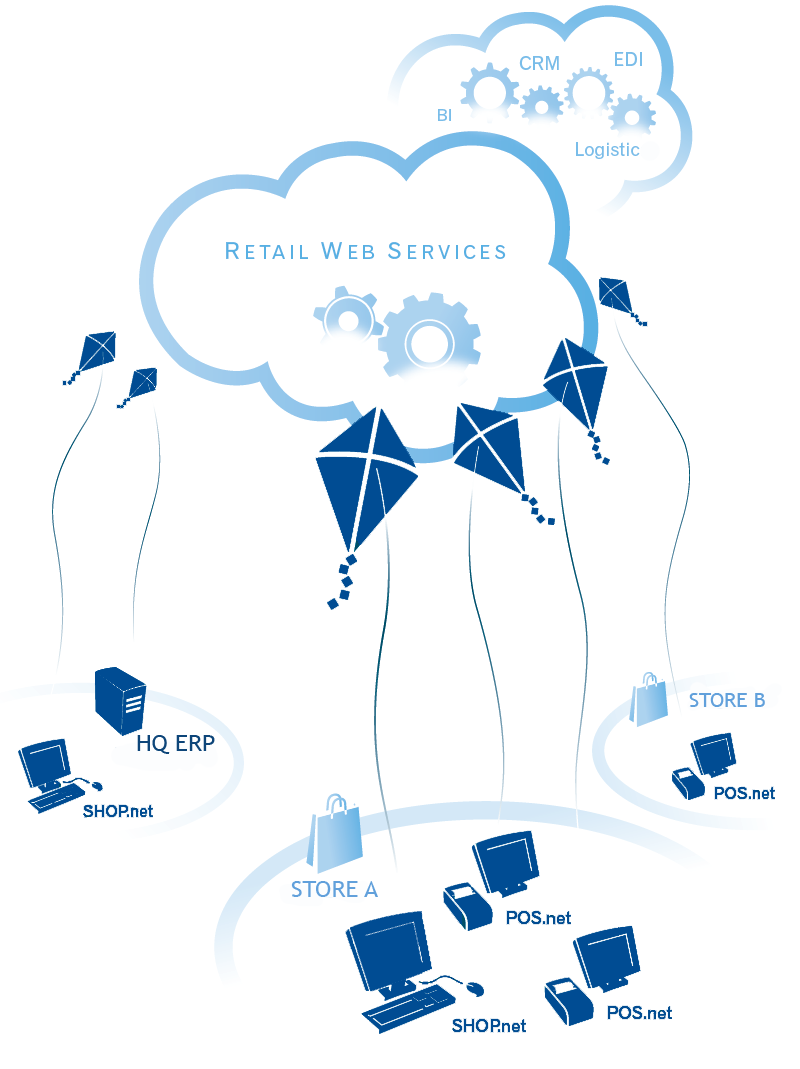 CRM
EDI
BI
Logistic
RETAIL WEB SERVICES
STORE B
HQ ERP
POS.net
SHOP.net
STORE A
POS.net
POS.net
SHOP.net